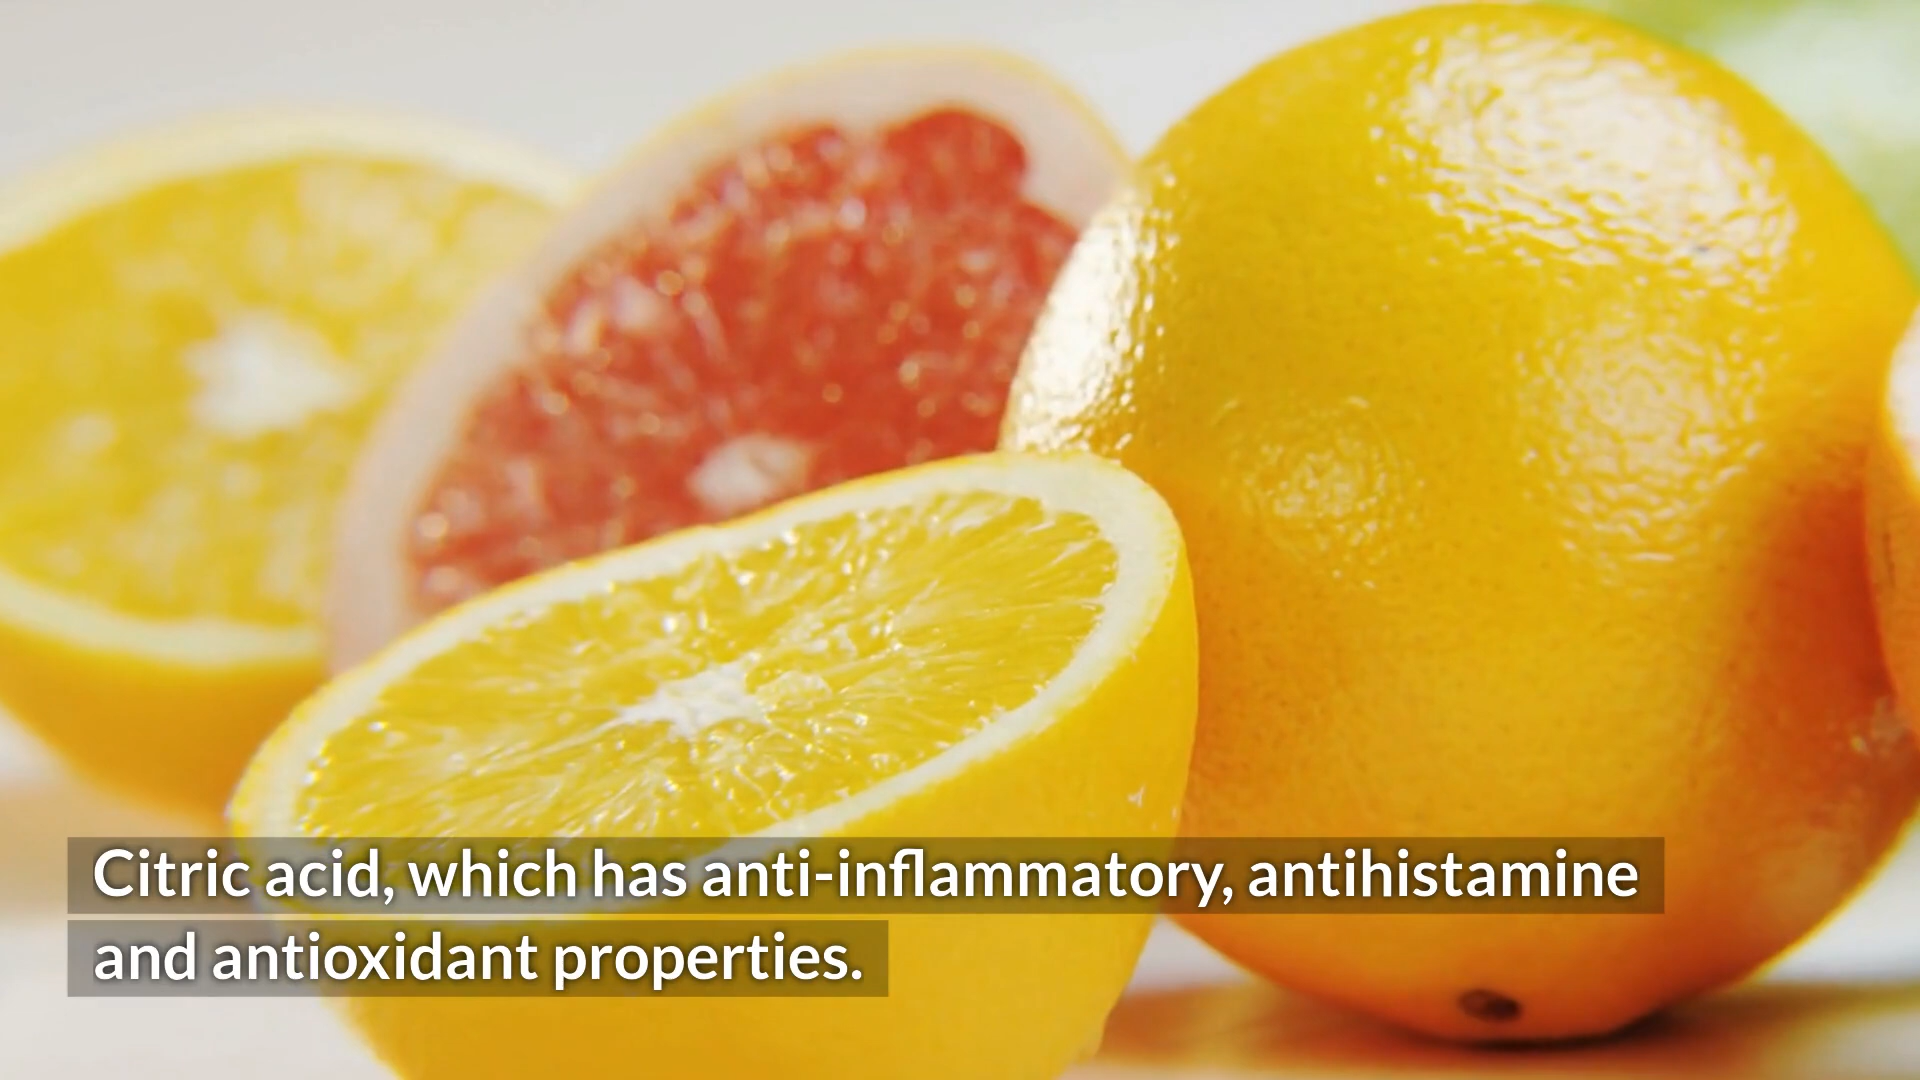 Citric acid, which has anti-inflammatory, antihistamine
and antioxidant properties.